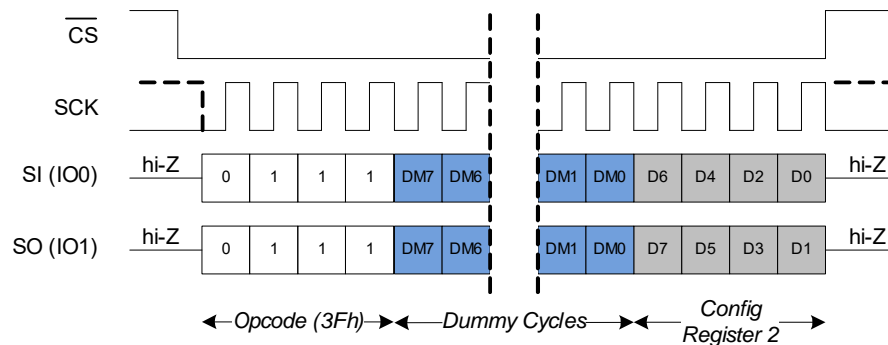 CS
SCK
SI (IO0) hi-Z 0 1 1 1 DM7 DM6 DM1 DM0 D6 D4 D2 D0 hi-Z
SO (IO1) hi-Z 0 1 1 1 DM7 DM6 DM1 DM0 D7 D5 D3 D1 hi-Z
Opcode (3Fh) Dummy Cycles Config
Register 2